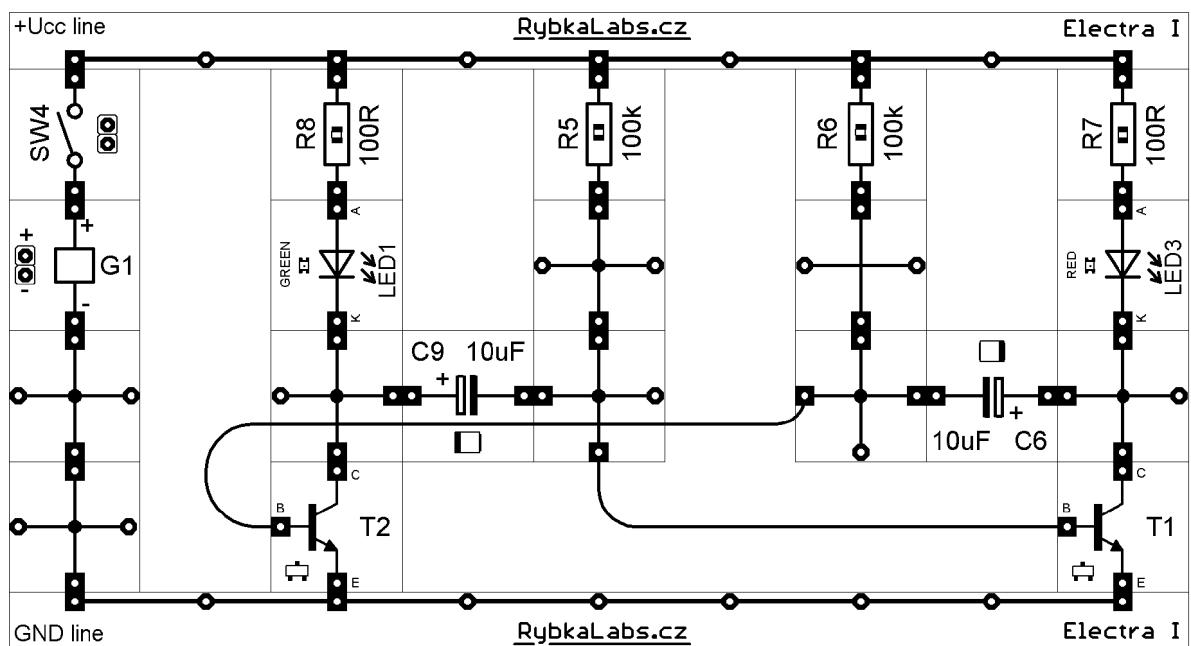 +Ucc line
RybkaLabs.cz
Electra I
SW4
R8
100R
R5
100k
R6
100k
R7
100R
A
A
+
+
-
-
G1
GREEN
LED1
RED
LED3
K
K
C9
10uF
+
10uF
C6
+
C
C
B
T2
B
T1
E
E
GND line
RybkaLabs.cz
Electra I